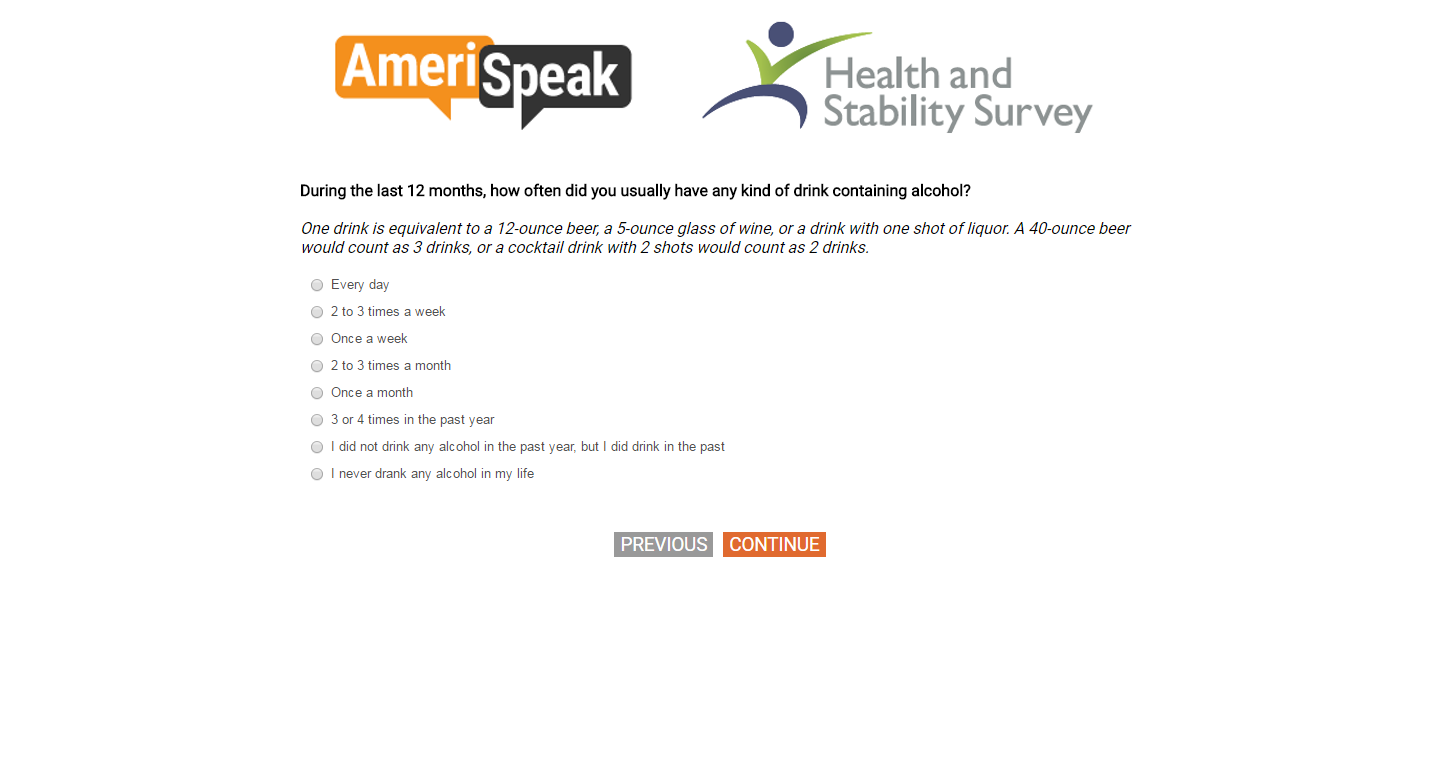 AmeriSpeak
Health and
Stability Survey
During the last 12 months, how often did you usually have any kind of drink containing alcohol?
One drink is equivalent to a 12-ounce beer, a 5-ounce glass of wine, or a drink with one shot of liquor. A 40-ounce beer
would count as 3 drinks, or a cocktail drink with 2 shots would count as 2 drinks.
Every day
2 to 3 times a week
Once a week
2 to 3 times a month
Once a month
3 or 4 times in the past year
I did not drink any alcohol in the past year, but I did drink in the past
I never drank any alcohol in my life
PREVIOUS CONTINUE